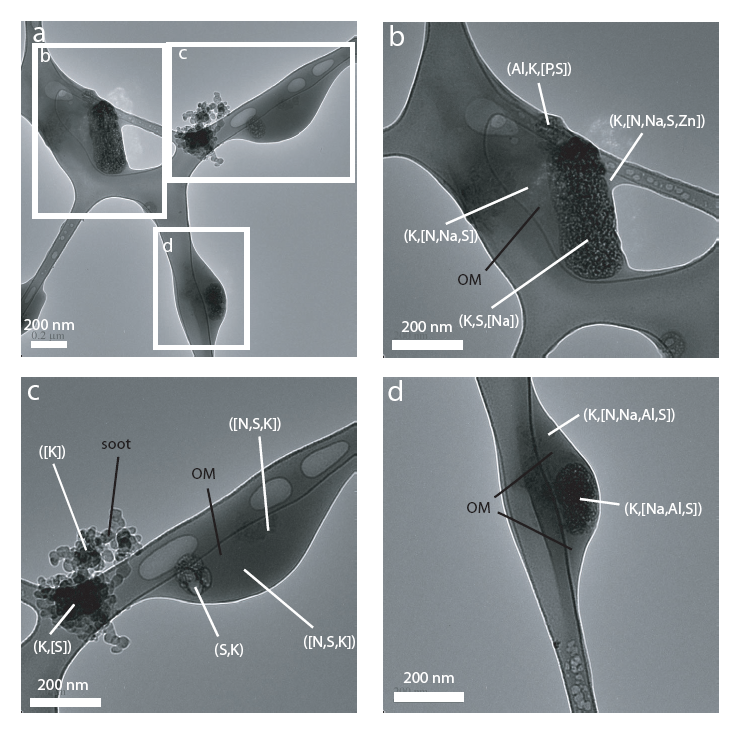 a
b
c
d
200 nm
0.2 µm
b
(Al,K,[P,S])
(K,[N,Na,S,Zn])
(K,[N,Na,S])
OM
(K,S,[Na])
200 nm
c
([N,S,K])
soot
([K])
OM
(K,[S])
(S,K)
([N,S,K])
200 nm
d
(K,[N,Na,Al,S])
OM
(K,[Na,Al,S])
200 nm